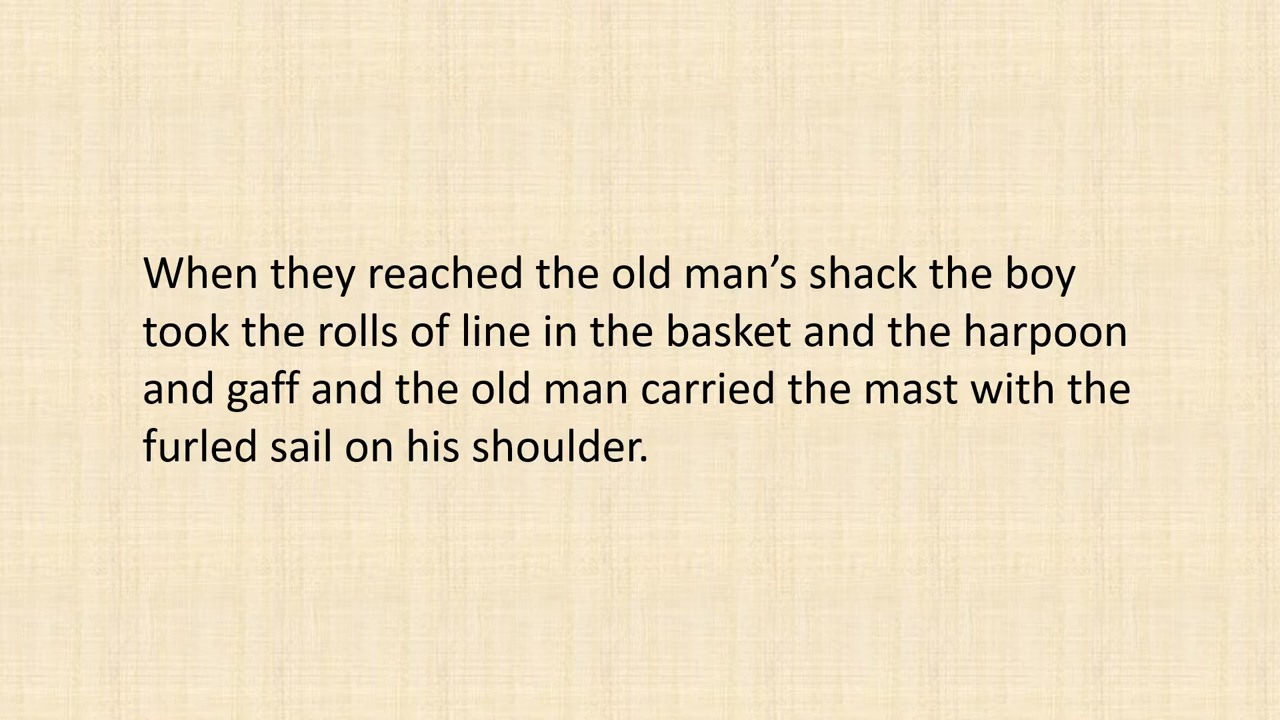 When they reached the old man’s shack the boy
took the rolls of line in the basket and the harpoon
and gaff and the old man carried the mast with the
furled sail on his shoulder.